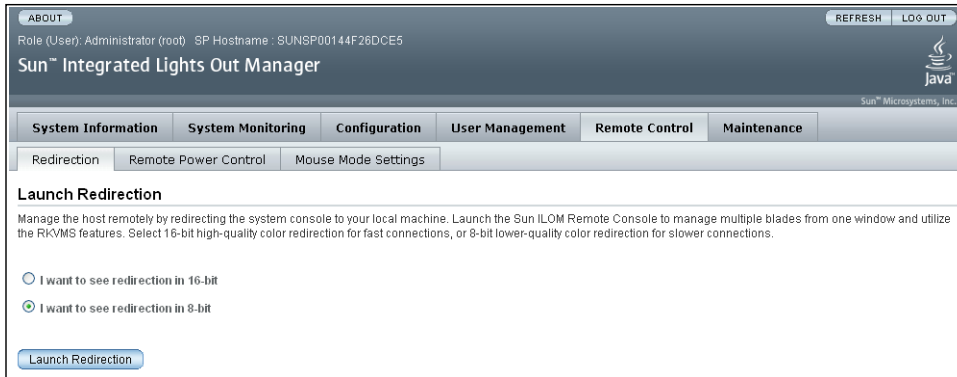 ABOUT
REFRESH LOG OUT
Role (User): Administrator (root) SP Hostname : SUNSP00144F26DCE5
Sun™ Integrated Lights Out Manager
Java™
Sun™ Microsystems, Inc.
System Information System Monitoring Configuration User Management Remote Control Maintenance
Redirection Remote Power Control Mouse Mode Settings
Launch Redirection
Manage the host remotely by redirecting the system console to your local machine. Launch the Sun ILOM Remote Console to manage multiple blades from one window and utilize
the RKVMS features. Select 16-bit high-quality color redirection for fast connections, or 8-bit lower-quality color redirection for slower connections.
I want to see redirection in 16-bit
I want to see redirection in 8-bit
Launch Redirection